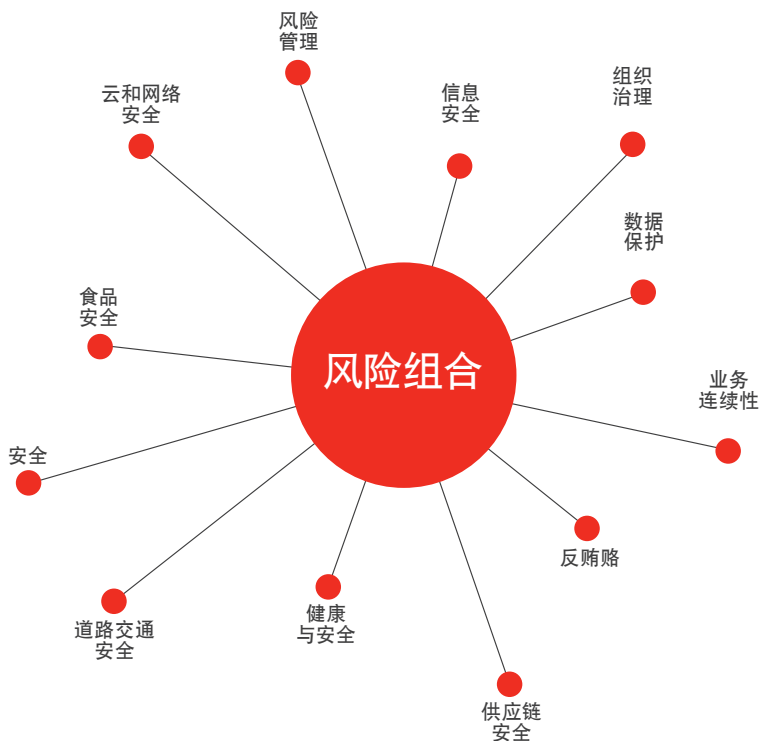 风险
管理
云和网络
安全
信息
安全
组织
治理
数据
保护
食品
安全
风险组合
业务
连续性
安全
反贿赂
道路交通
安全
健康
与安全
供应链
安全